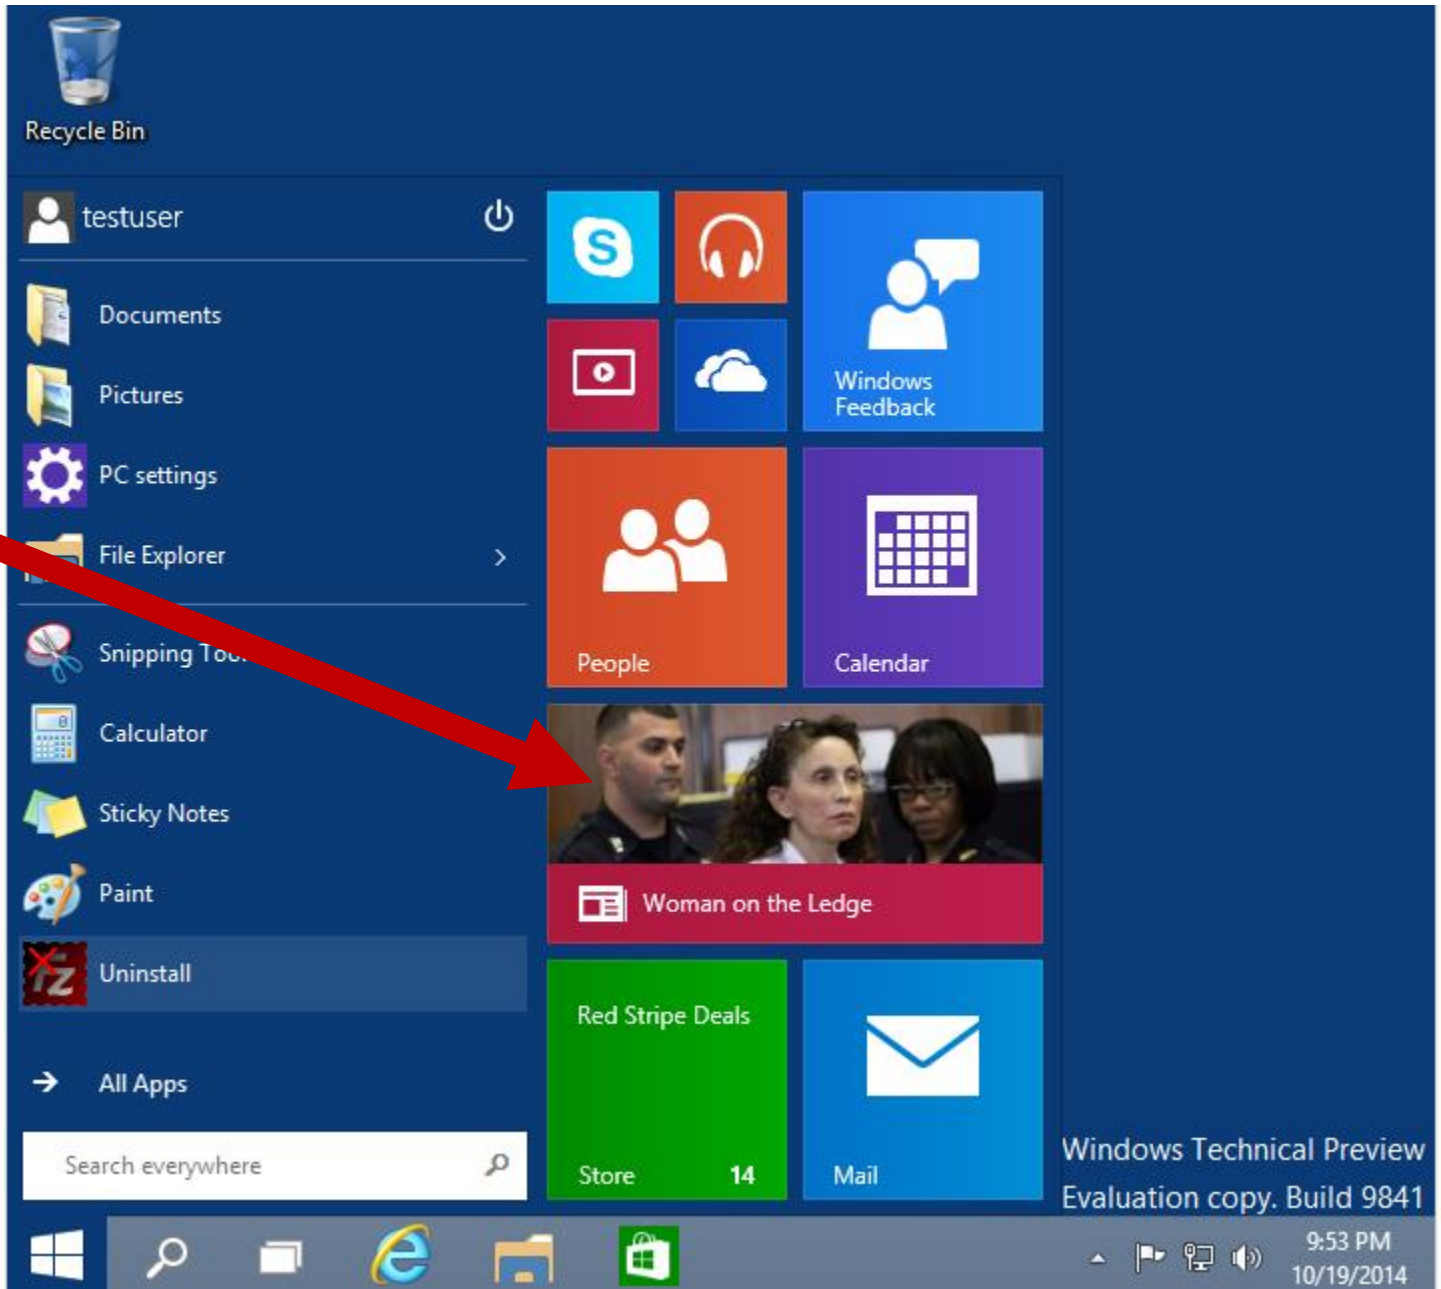 Recycle Bin
testuser
Documents
Pictures
PC settings
File Explorer
Snipping Tool
Calculator
Sticky Notes
Paint
Uninstall
All Apps
Search everywhere
Windows
Feedback
People
Calendar
Woman on the Ledge
Red Stripe Deals
Store 14
Mail
Windows Technical Preview
Evaluation copy. Build 9841
9:53 PM
10/19/2014